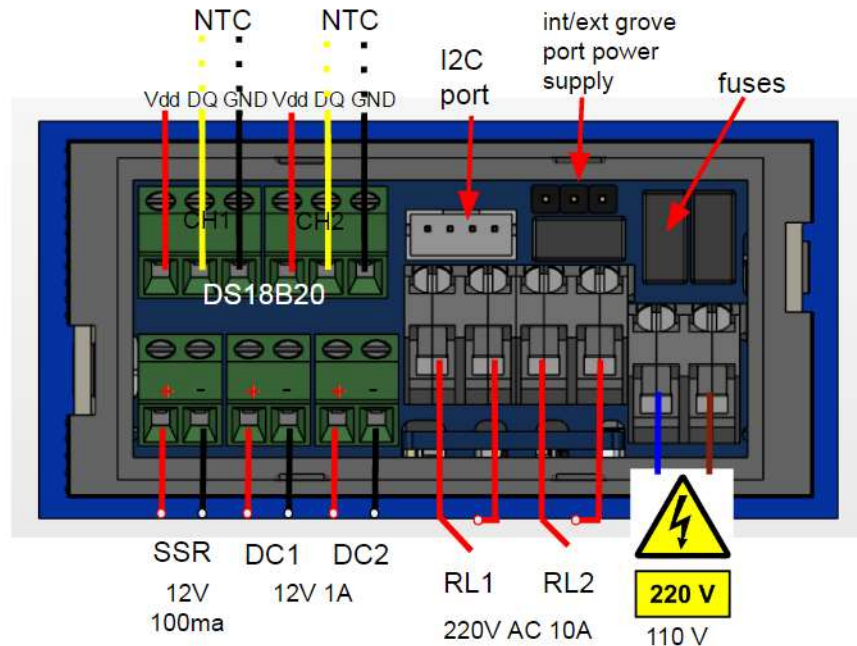 NTC NTC
int/ext grove
port power
supply
I2C
port
fuses
Vdd DQ GND Vdd DQ GND
CH1 CH2
DS18B20
+ - + - + -
SSR DC1 DC2
12V
100ma
12V 1A
RL1 RL2
220V AC 10A
220 V
110 V